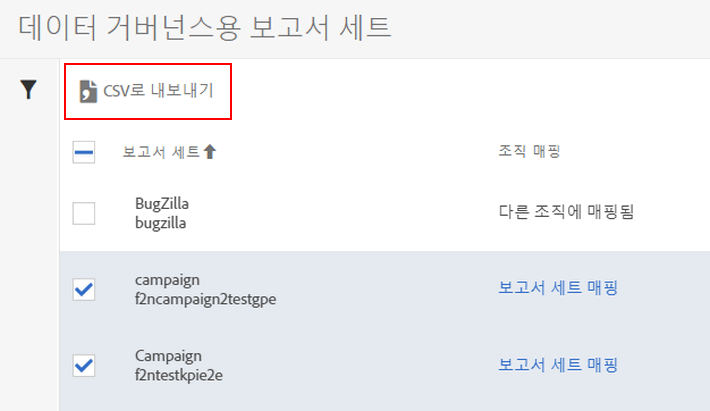 데이터 거버넌스용 보고서 세트
CSV로 내보내기
보고서 세트 조직 매핑
BugZilla
bugzilla
다른 조직에 매핑됨
campaign
f2ncampaign2testgpe
보고서 세트 매핑
Campaign
f2ntestkpie2e
보고서 세트 매핑